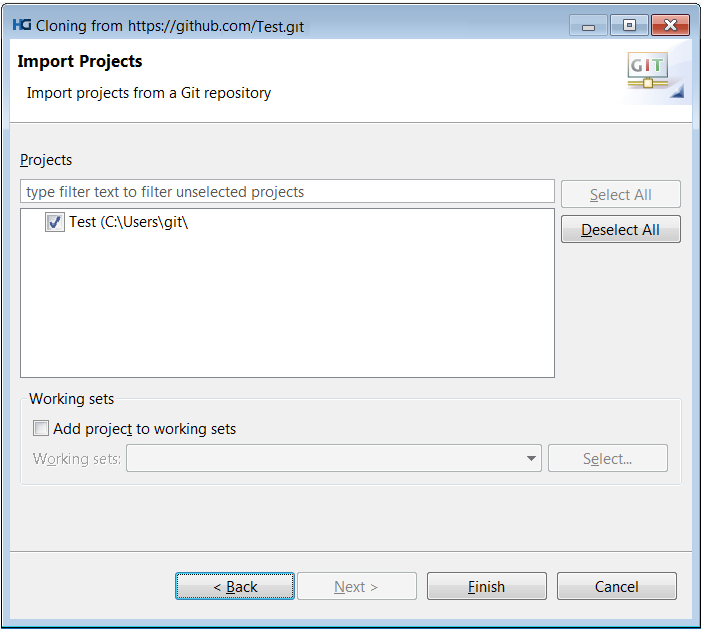 HG Cloning from https://github.com/Test.git
Import Projects
GIT
Import projects from a Git repository
Projects
type filter text to filter unselected projects
Select All
Test (C:\Users\git\
Deselect All
Working sets
Add project to working sets
Working sets:
Select...
< Back
Next >
Finish
Cancel